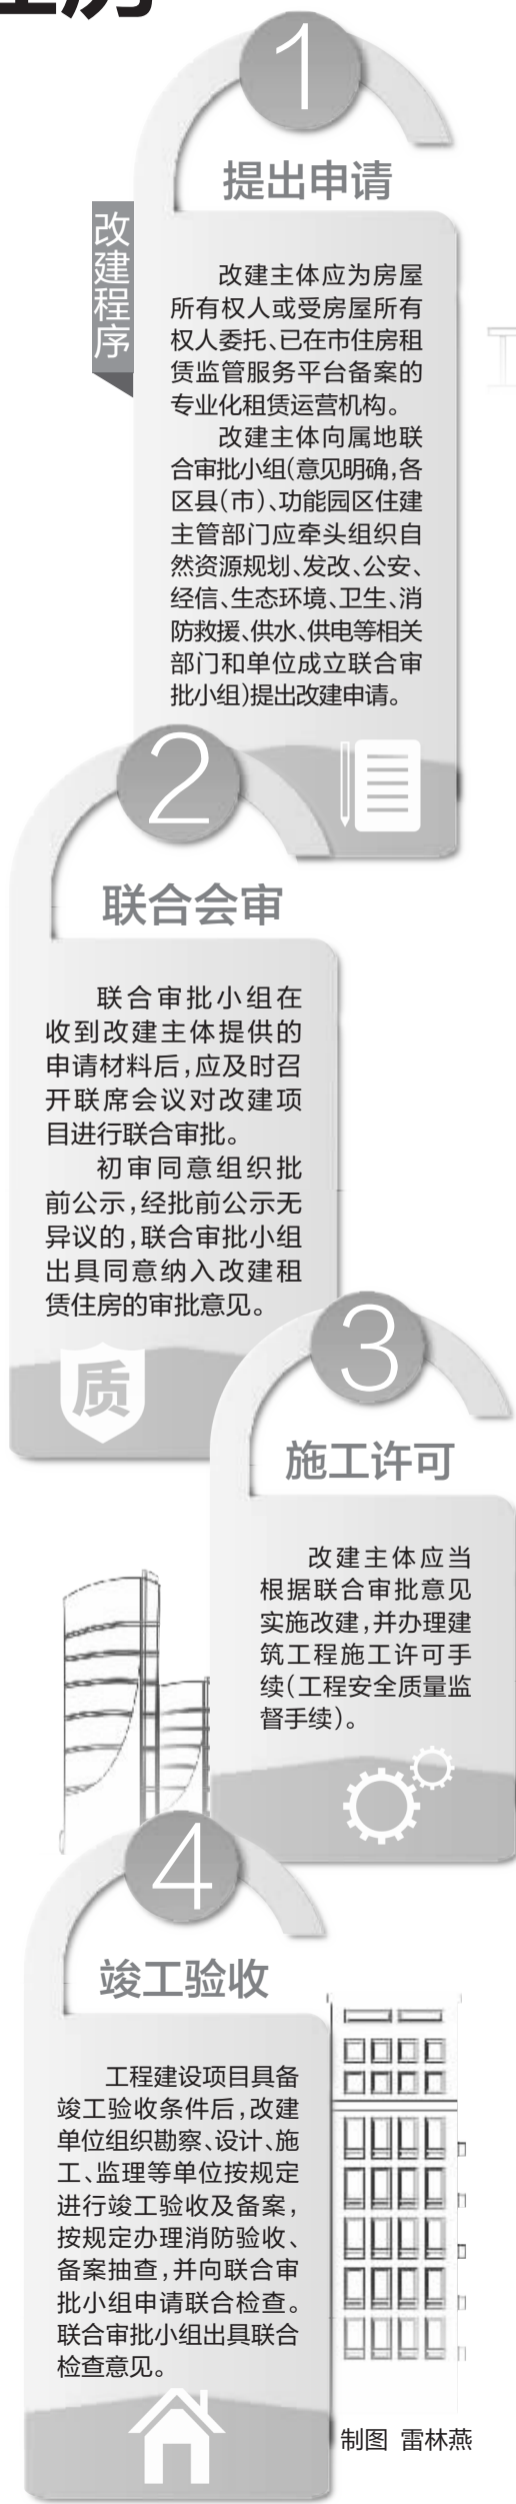 改建程序
1
提出申请
改建主体应为房屋
所有权人或受房屋所有
权人委托、已在市住房租
赁监管服务平台备案的
专业化租赁运营机构。
改建主体向属地联
合审批小组(意见明确,各
区县(市)、功能园区住建
主管部门应牵头组织自
然资源规划、发改、公安、
经信、生态环境、卫生、消
防救援、供水、供电等相关
部门和单位成立联合审
批小组)提出改建申请。
2
联合会审
联合审批小组在
收到改建主体提供的
申请材料后,应及时召
开联席会议对改建项
目进行联合审批。
初审同意组织批
前公示,经批前公示无
异议的,联合审批小组
出具同意纳入改建租
赁住房的审批意见。
质
3
施工许可
改建主体应当
根据联合审批意见
实施改建,并办理建
筑工程施工许可手
续(工程安全质量监
督手续)。
4
竣工验收
工程建设项目具备
竣工验收条件后,改建
单位组织勘察、设计、施
工、监理等单位按规定
进行竣工验收及备案,
按规定办理消防验收、
备案抽查,并向联合审
批小组申请联合检查。
联合审批小组出具联合
检查意见。
制图 雷林燕